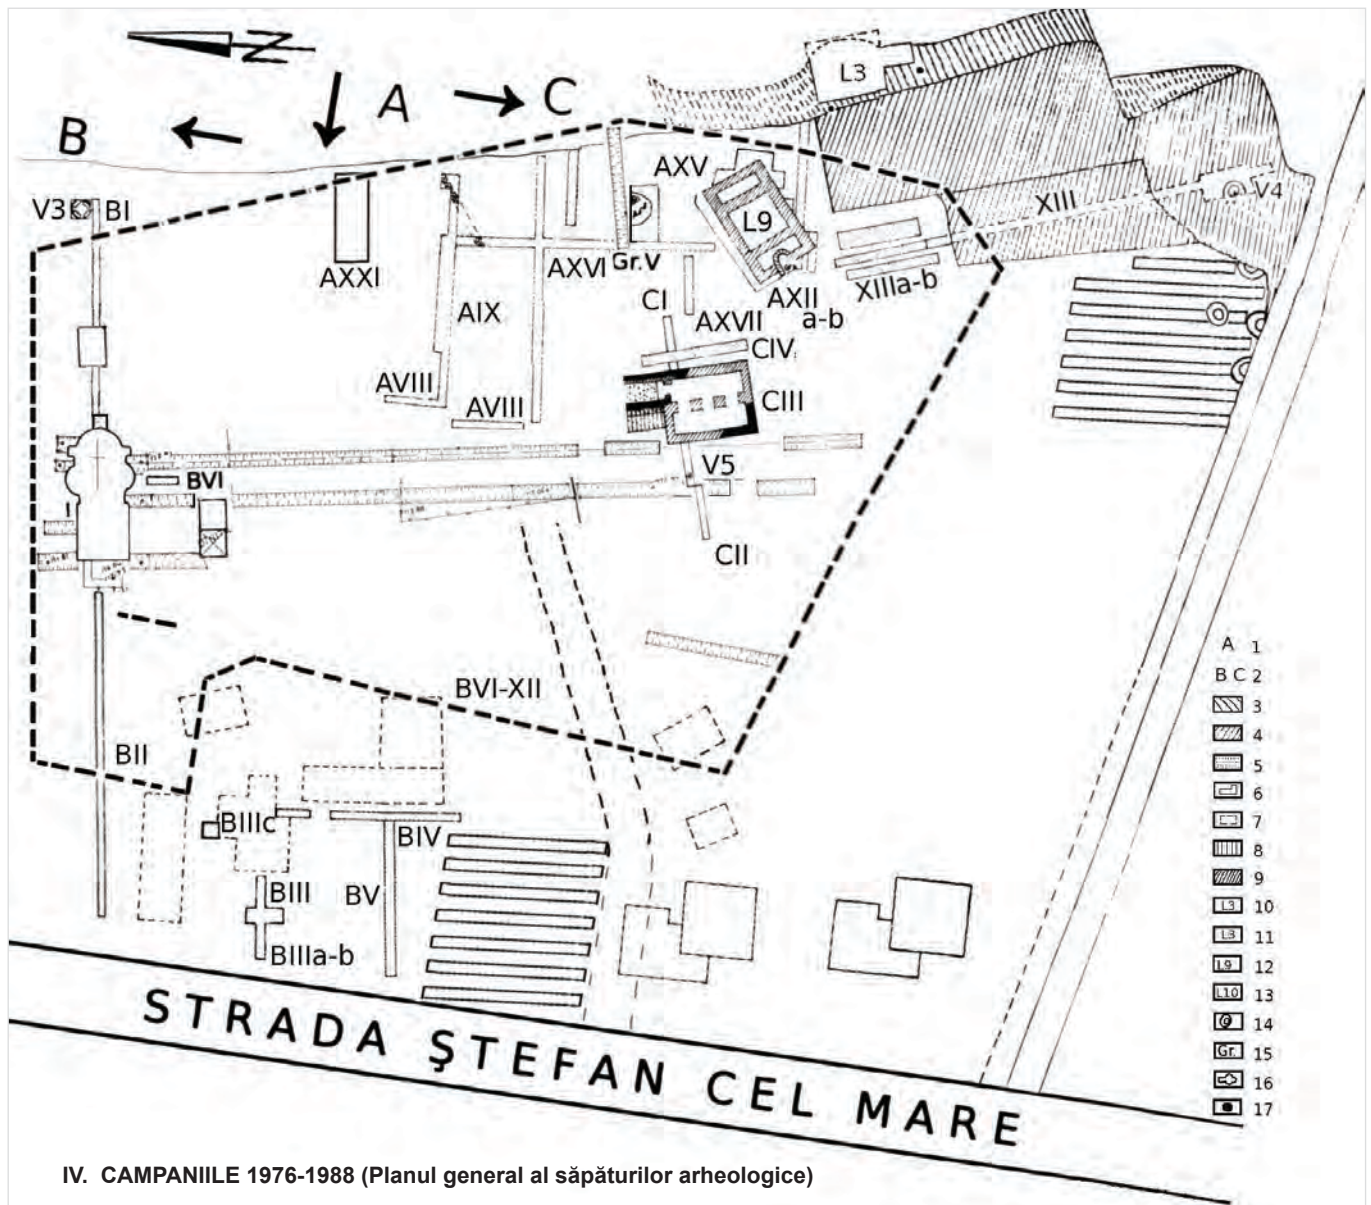 N
L3
A
C
B
AXV
V3
BI
XIII
V4
L9
AXXI
AXVI
Gr.V
XIIIa-b
AIX
CI
AXII
a-b
AXVII
CIV
AVIII
CIII
AVIII
BVI
V5
CII
A 1
B C 2
3
BVI-XII
4
BII
5
6
7
BIIIc
BIV
8
9
BIII
BV
L3 10
L3 11
BIIIa-b
L9 12
L10 13
14
Gr. 15
16
17
STRADA ŞTEFAN CEL MARE
IV. CAMPANIILE 1976-1988 (Planul general al săpăturilor arheologice)